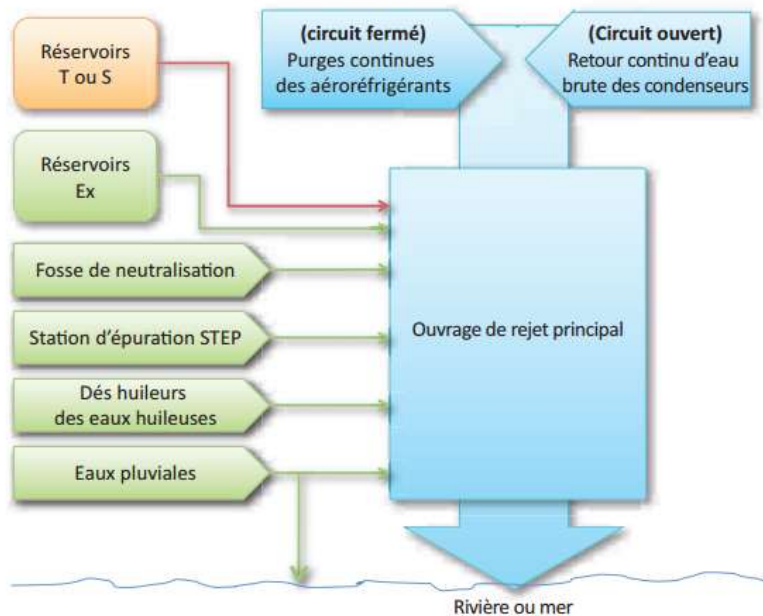 Réservoirs
T ou S
(circuit fermé)
Purges continues
des aéroréfrigérants
(Circuit ouvert)
Retour continu d'eau
brute des condenseurs
Réservoirs
Ex
Fosse de neutralisation
Station d'épuration STEP
Dés huileurs
des eaux huileuses
Eaux pluviales
Ouvrage de rejet principal
Rivière ou mer